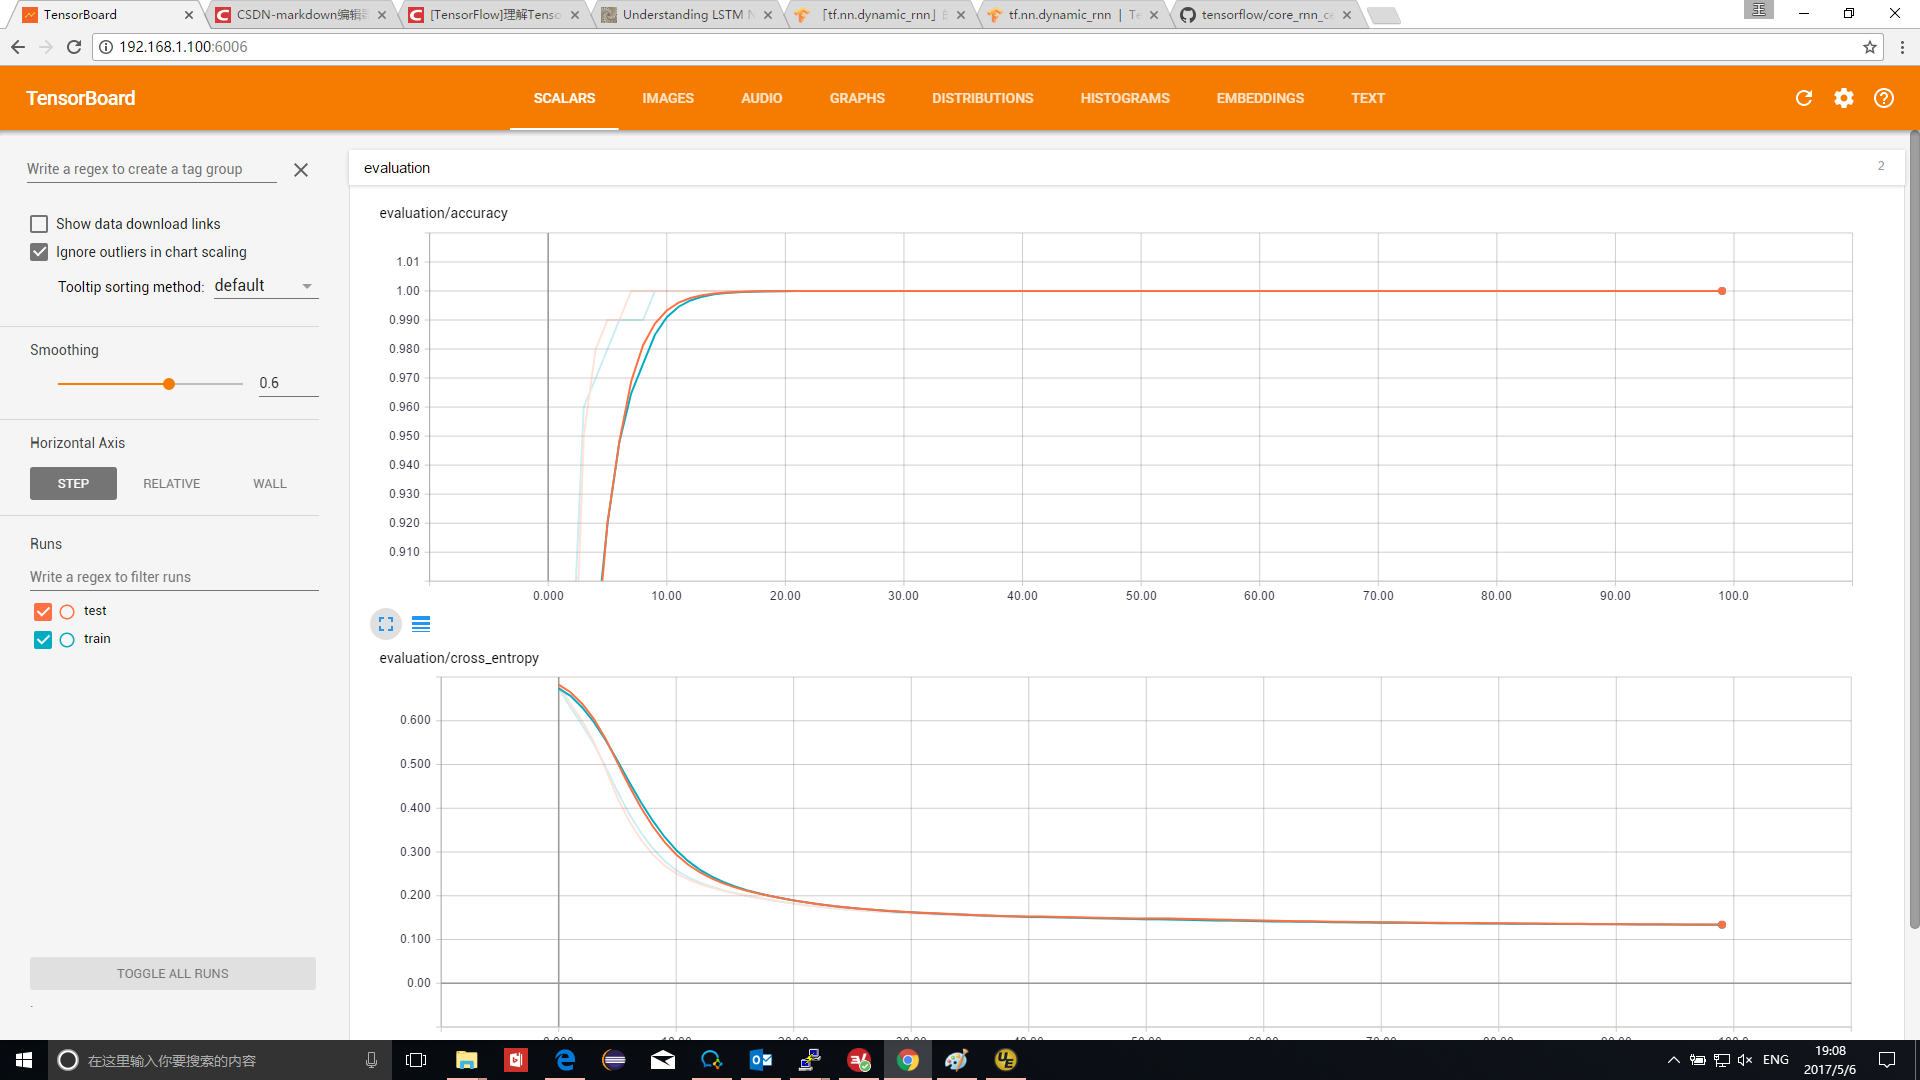 TensorBoard
CSDN-markdown编辑
[TensorFlow]理解Tenso
Understanding LSTM N
「tf.nn.dynamic_rnn」
tf.nn.dynamic_rnn | Te
tensorflow/core_rnn_ce
王
192.168.1.100:6006
TensorBoard
SCALARS
IMAGES
AUDIO
GRAPHS
DISTRIBUTIONS
HISTOGRAMS
EMBEDDINGS
TEXT
Write a regex to create a tag group
Show data download links
Ignore outliers in chart scaling
Tooltip sorting method: default
Smoothing
0.6
Horizontal Axis
STEP
RELATIVE
WALL
Runs
Write a regex to filter runs
test
train
TOGGLE ALL RUNS
evaluation
2
evaluation/accuracy
1.01
1.00
0.990
0.980
0.970
0.960
0.950
0.940
0.930
0.920
0.910
0.000 10.00 20.00 30.00 40.00 50.00 60.00 70.00 80.00 90.00 100.0
evaluation/cross_entropy
0.600
0.500
0.400
0.300
0.200
0.100
0.00
在这里输入你要搜索的内容
ENG
19:08
2017/5/6